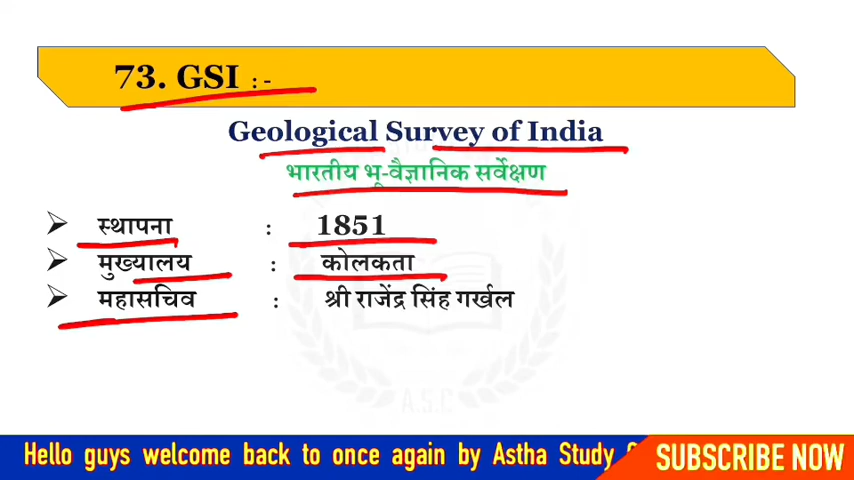 73. GSI :-
Geological Survey of India
भारतीय भू-वैज्ञानिक सर्वेक्षण
➢ स्थापना : 1851
➢ मुख्यालय : कोलकता
➢ महासचिव : श्री राजेंद्र सिंह गर्खल
A.S.C
Hello guys welcome back to once again by Astha Study
SUBSCRIBE NOW